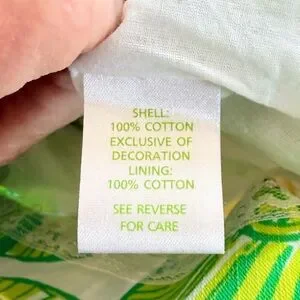 SHELL:
100% COTTON
EXCLUSIVE OF
DECORATION
LINING:
100% COTTON
SEE REVERSE
FOR CARE